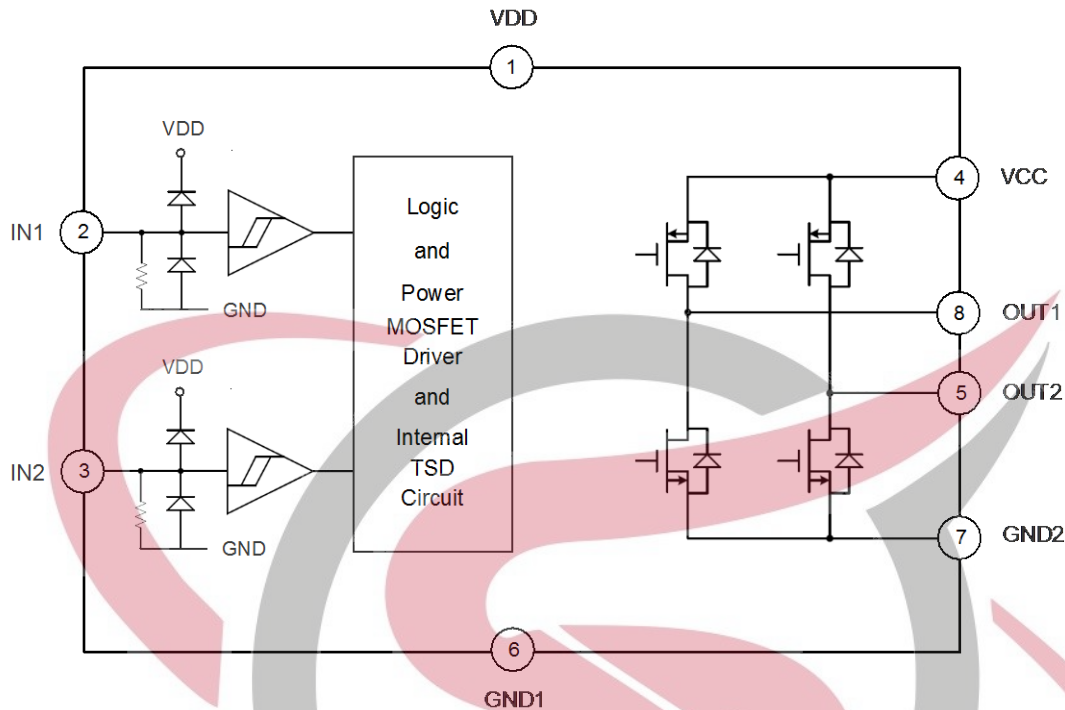 VDD
1
VDD
4
VCC
IN1
2
Logic
and
Power
MOSFET
Driver
and
Internal
TSD
Circuit
GND
8
OUT1
VDD
5
OUT2
IN2
3
GND
7
GND2
6
GND1